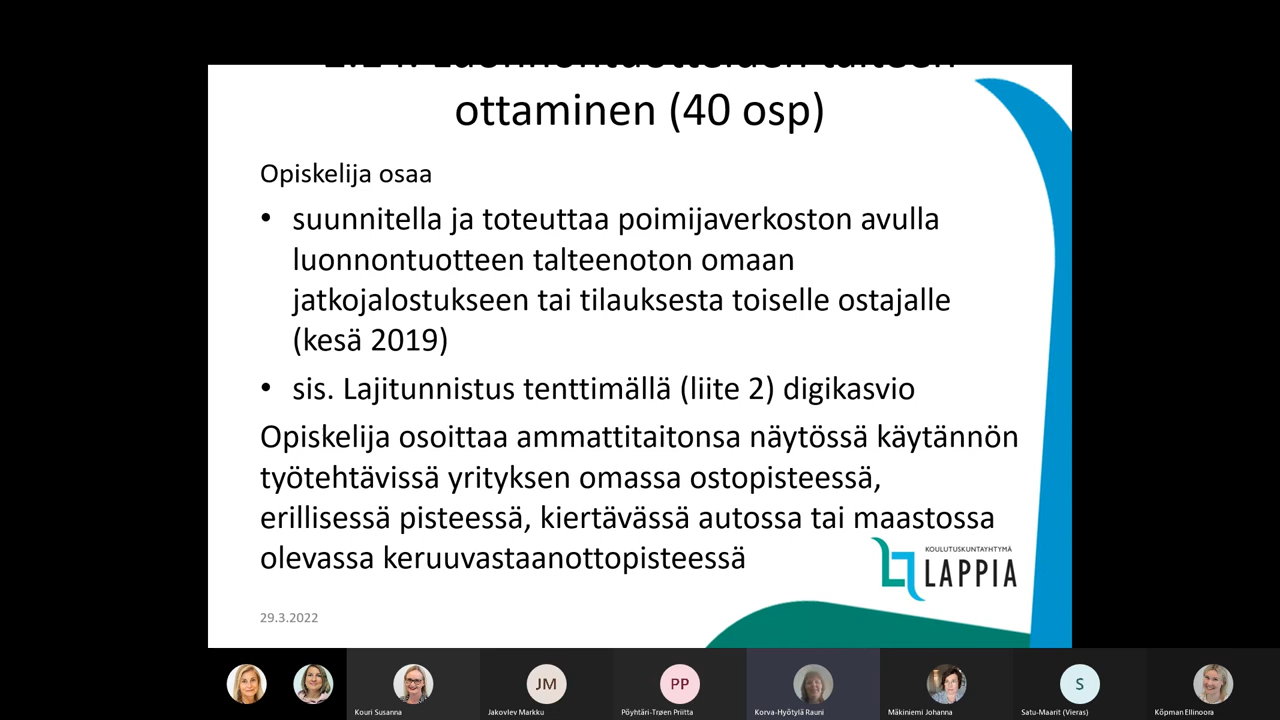 Luonnontuotteiden talteen
ottaminen (40 osp)
Opiskelija osaa
• suunnitella ja toteuttaa poimijaverkoston avulla
luonnontuotteen talteenoton omaan
jatkojalostukseen tai tilauksesta toiselle ostajalle
(kesä 2019)
• sis. Lajitunnistus tenttimällä (liite 2) digikasvio
Opiskelija osoittaa ammattitaitonsa näytössä käytännön
työtehtävissä yrityksen omassa ostopisteessä,
erillisessä pisteessä, kiertävässä autossa tai maastossa
olevassa keruuvastaanottopisteessä
KOULUTUSKUNTAYHTYMÄ
LAPPIA
29.3.2022
JM
PP
S
Kouri Susanna
Jakovlev Markku
Pöyhtäri-Trøen Priitta
Korva-Hyötylä Rauni
Mäkiniemi Johanna
Satu-Maarit (Vieras)
Köpman Ellinoora